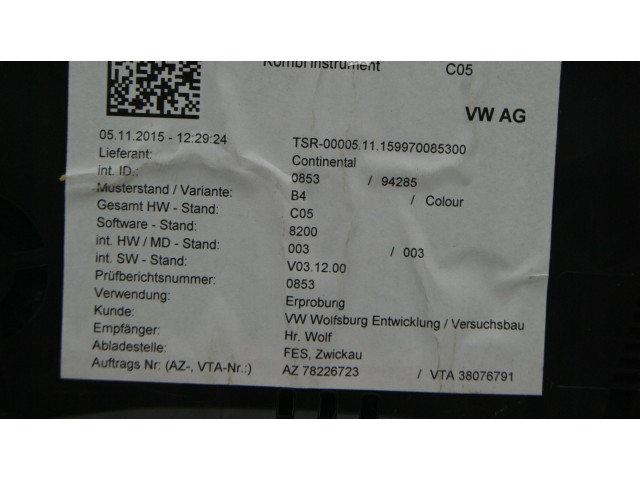 Kombi Instrument C05
VW AG
05.11.2015 - 12:29:24 TSR-00005.11.159970085300
Lieferant: Continental
int. ID.: 0853 / 94285
Musterstand / Variante: B4 / Colour
Gesamt HW - Stand: C05
Software - Stand: 8200
int. HW / MD - Stand: 003 / 003
int. SW - Stand: V03.12.00
Prüfberichtsnummer: 0853
Verwendung: Erprobung
Kunde: VW Wolfsburg Entwicklung / Versuchsbau
Empfänger: Hr. Wolf
Abladestelle: FES, Zwickau
Auftrags Nr: (AZ-, VTA-Nr.:) AZ 78226723 / VTA 38076791